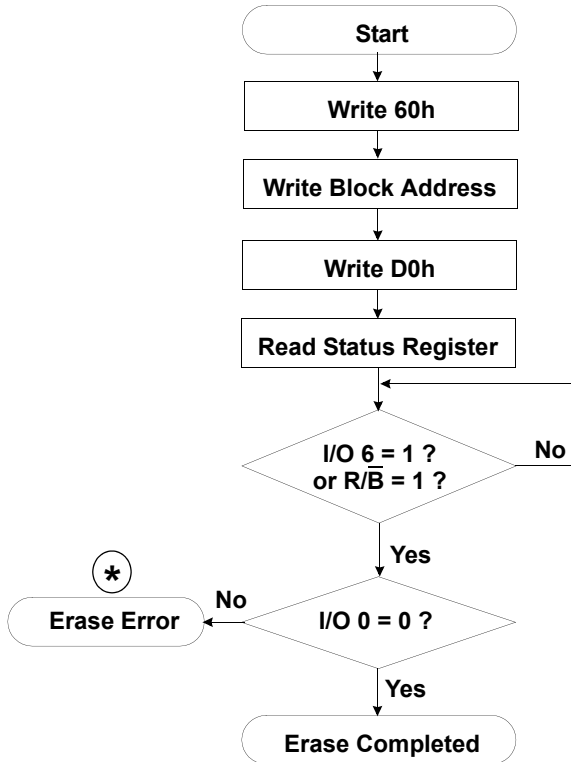 Start
Write 60h
Write Block Address
Write D0h
Read Status Register
I/O 6 = 1 ?
or R/B̅ = 1 ?
No
Yes
*
No
Erase Error
I/O 0 = 0 ?
Yes
Erase Completed